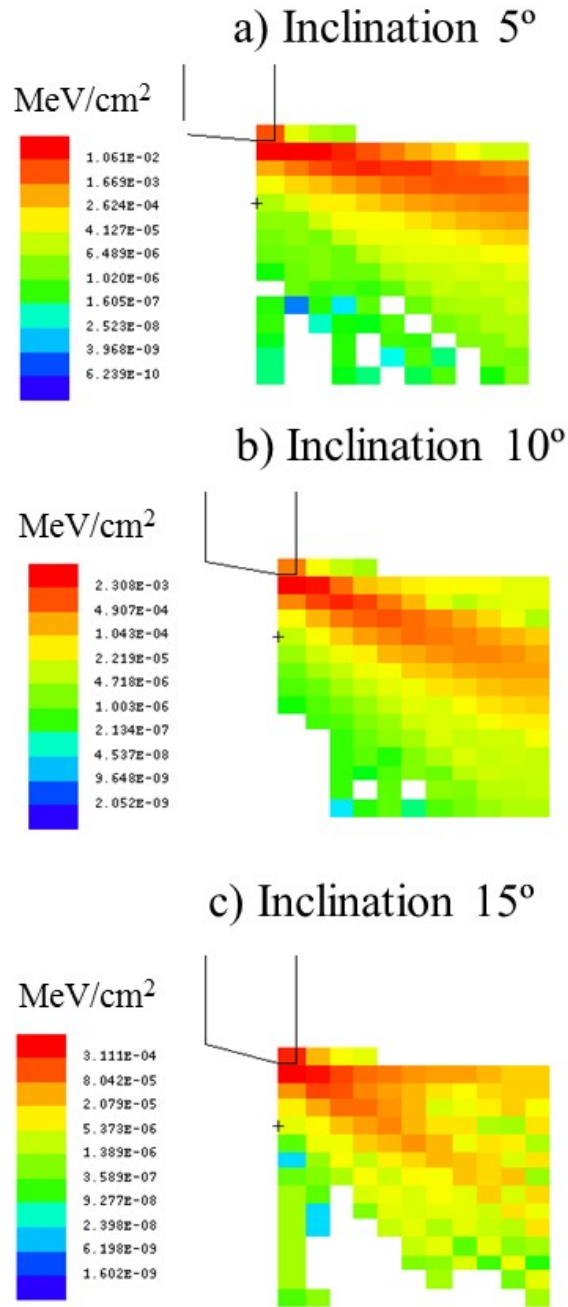 a) Inclination 5º
MeV/cm²
1.061E-02
1.669E-03
2.624E-04
4.127E-05
6.489E-06
1.020E-06
1.605E-07
2.523E-08
3.968E-09
6.239E-10
b) Inclination 10º
MeV/cm²
2.308E-03
4.907E-04
1.043E-04
2.219E-05
4.718E-06
1.003E-06
2.134E-07
4.537E-08
9.648E-09
2.052E-09
c) Inclination 15º
MeV/cm²
3.111E-04
8.042E-05
2.079E-05
5.373E-06
1.389E-06
3.589E-07
9.277E-08
2.398E-08
6.198E-09
1.602E-09